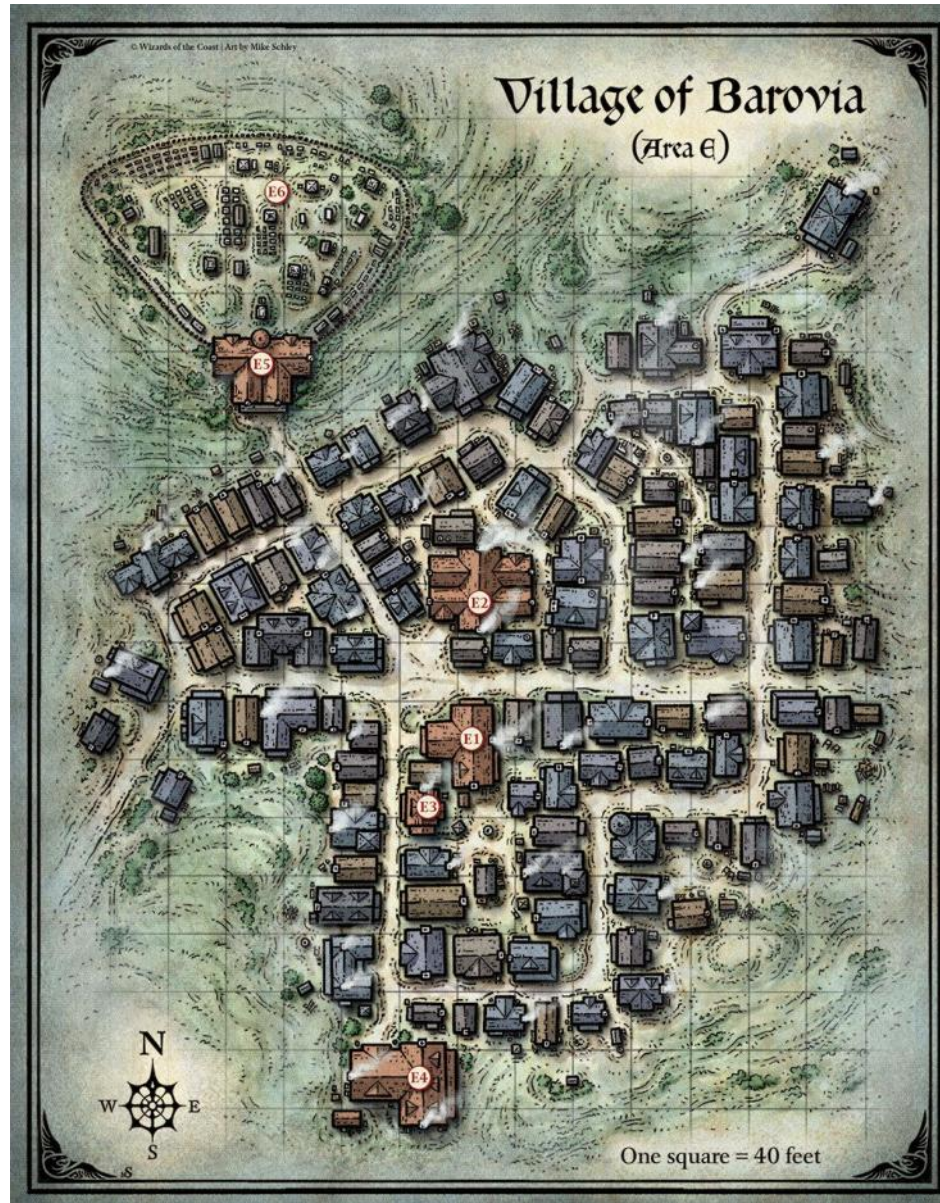 © Wizards of the Coast | Art by Mike Schley
Village of Barovia
(Area E)
E6
E5
E2
E1
E3
E4
N
W E
S
One square = 40 feet